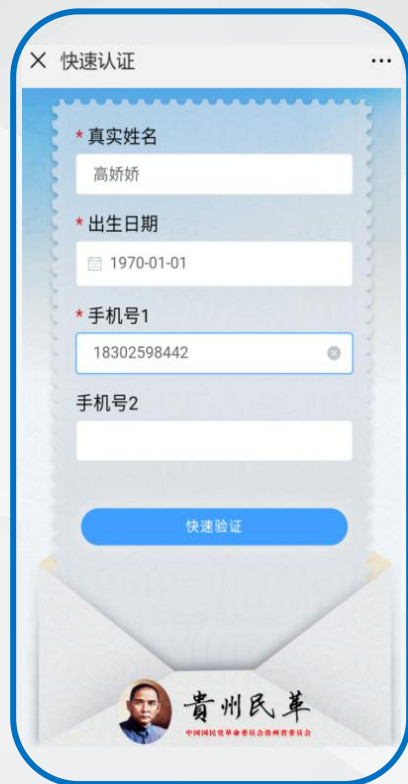 快速认证
* 真实姓名
高娇娇
* 出生日期
1970-01-01
* 手机号1
18302598442
手机号2
快速验证
貴州民革
中国国民党革命委员会贵州省委员会